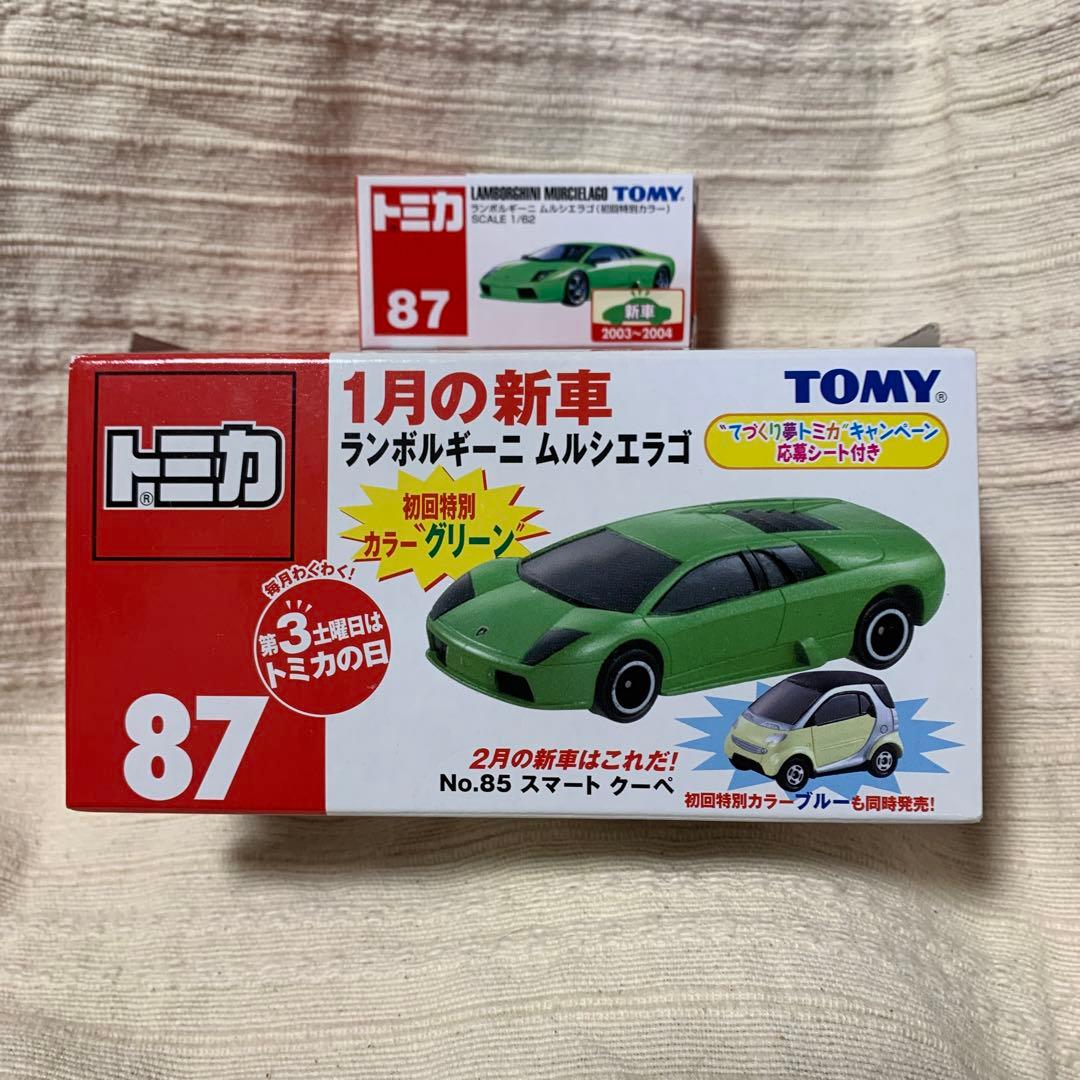 トミカ
®
87
LAMBORGHINI MURCIELAGO TOMY®
ランボルギーニ ムルシエラゴ(初回特別カラー)
SCALE 1/62
新車
2003~2004
トミカ
®
1月の新車
ランボルギーニ ムルシエラゴ
TOMY®
"てづくり夢トミカ"キャンペーン
応募シート付き
初回特別
カラー"グリーン"
毎月わくわく!
第3土曜日は
トミカの日
87
2月の新車はこれだ!
No.85 スマート クーペ
初回特別カラーブルーも同時発売!